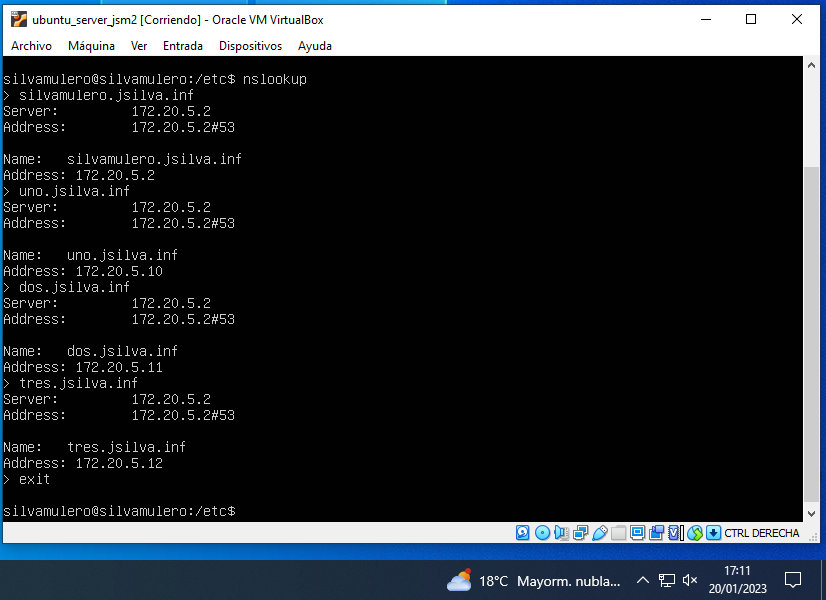 ubuntu_server_jsm2 [Corriendo] - Oracle VM VirtualBox
Archivo Máquina Ver Entrada Dispositivos Ayuda
silvamulero@silvamulero:/etc$ nslookup
> silvamulero.jsilva.inf
Server: 172.20.5.2
Address: 172.20.5.2#53
Name: silvamulero.jsilva.inf
Address: 172.20.5.2
> uno.jsilva.inf
Server: 172.20.5.2
Address: 172.20.5.2#53
Name: uno.jsilva.inf
Address: 172.20.5.10
> dos.jsilva.inf
Server: 172.20.5.2
Address: 172.20.5.2#53
Name: dos.jsilva.inf
Address: 172.20.5.11
> tres.jsilva.inf
Server: 172.20.5.2
Address: 172.20.5.2#53
Name: tres.jsilva.inf
Address: 172.20.5.12
> exit
silvamulero@silvamulero:/etc$
CTRL DERECHA
18°C Mayorm. nubla...
17:11
20/01/2023